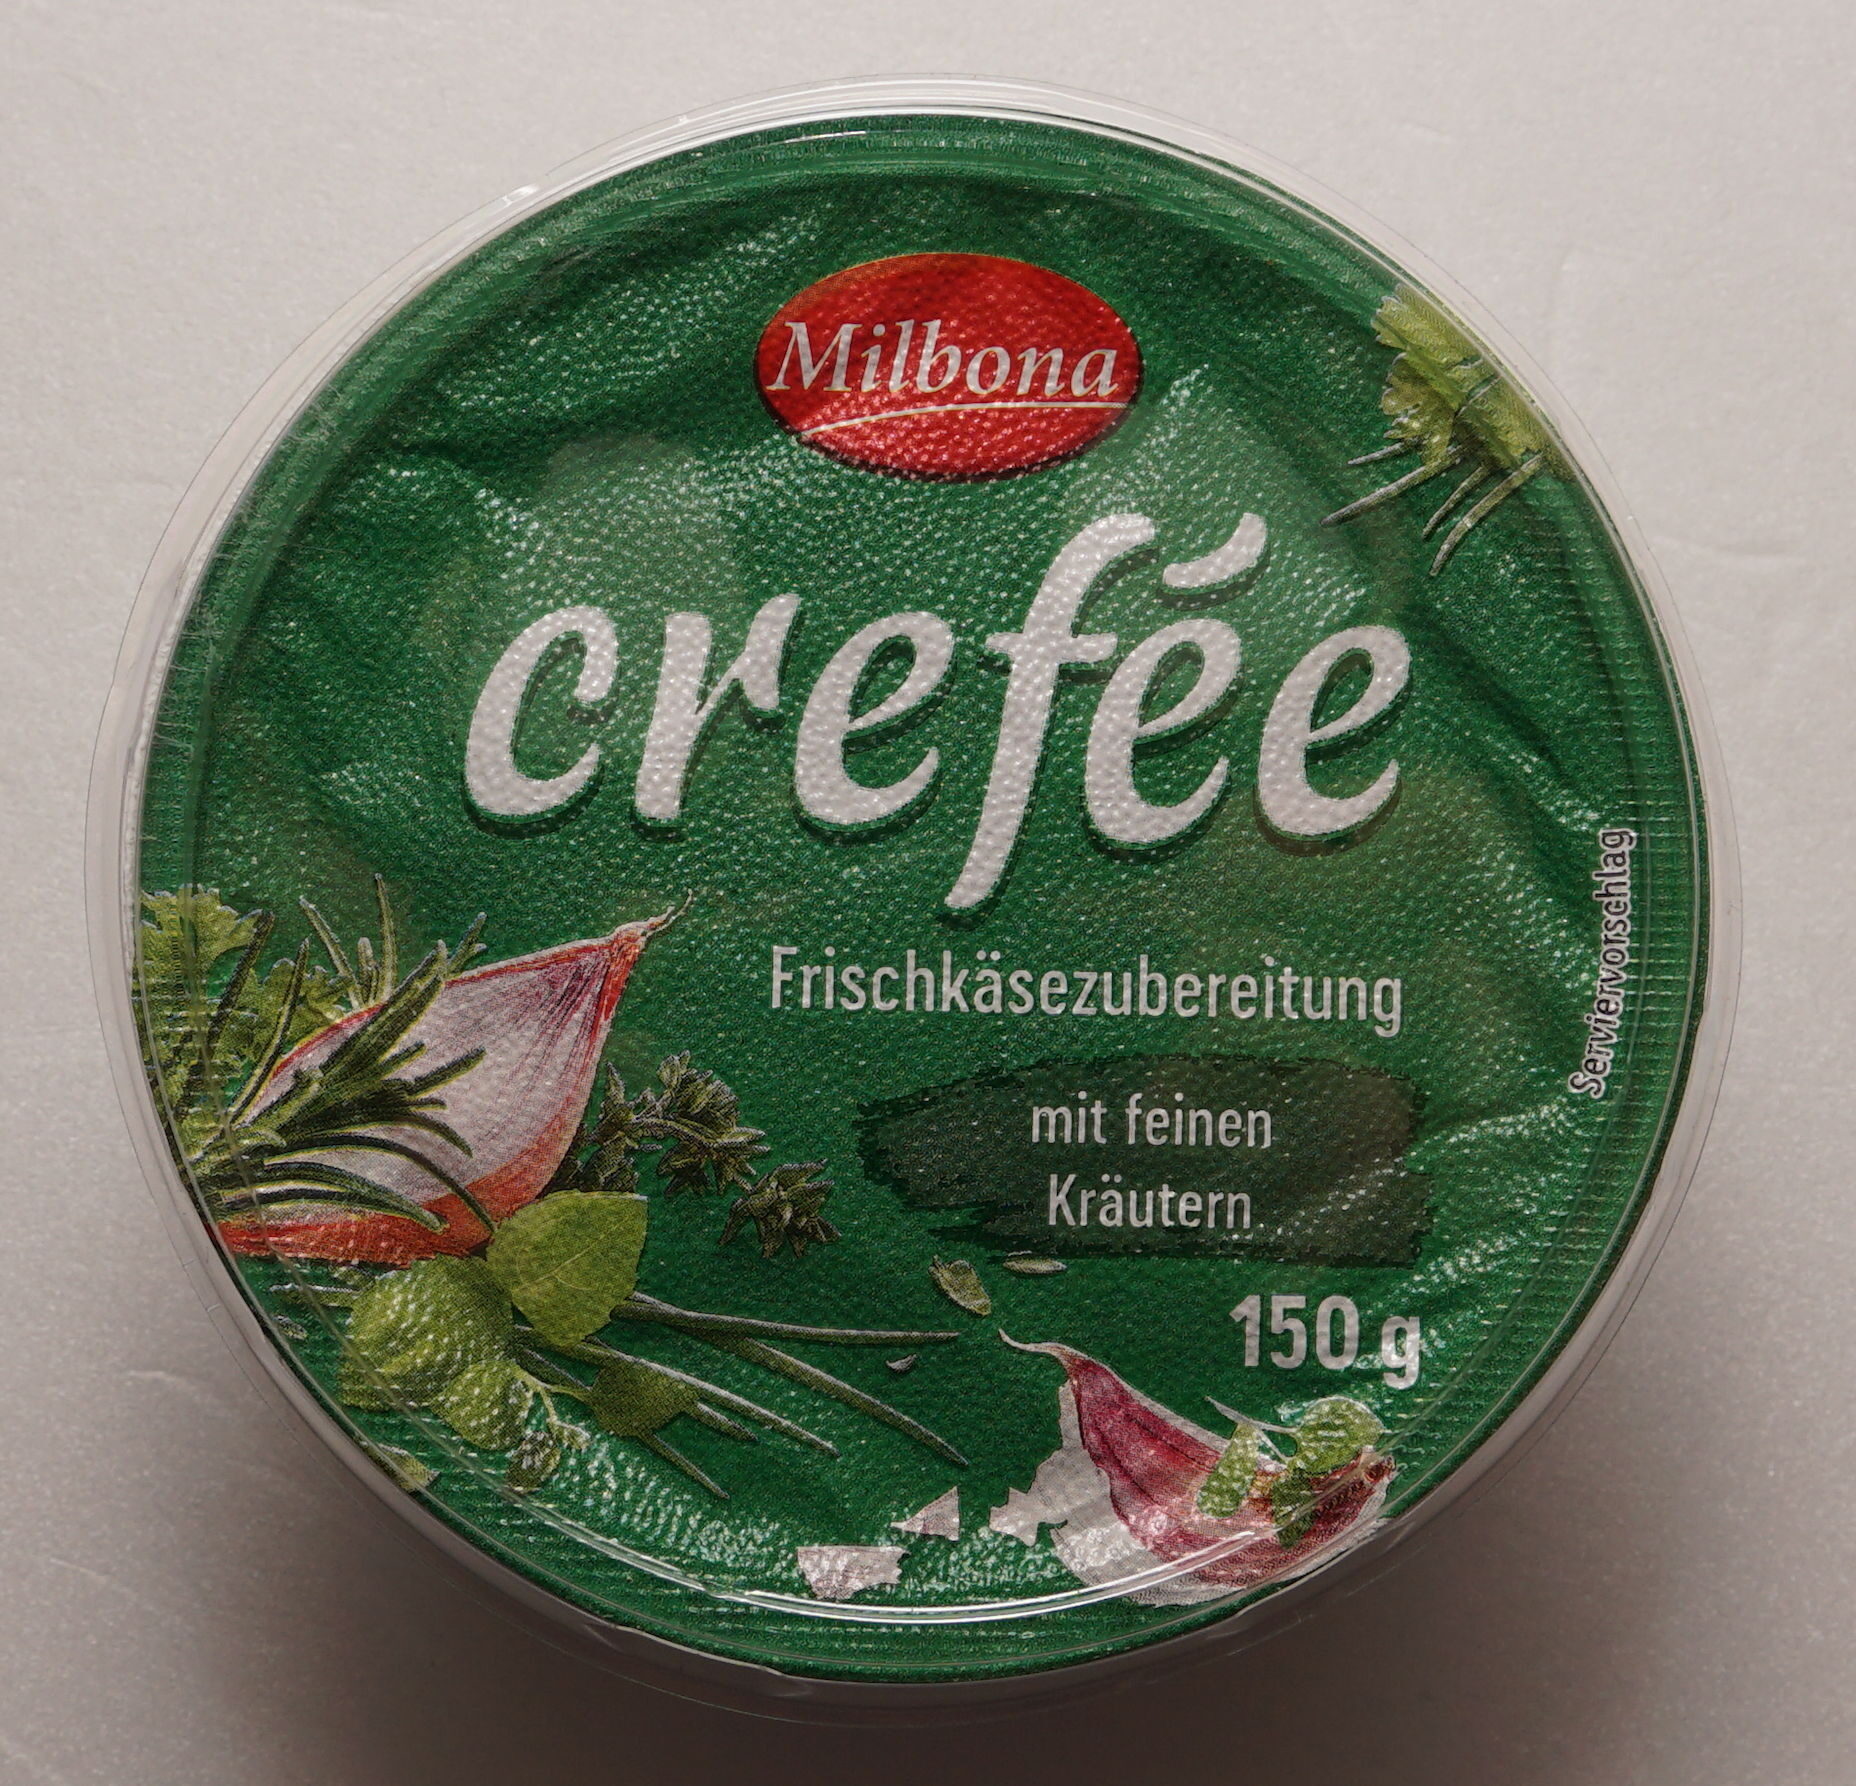 Milbona
crefée
Frischkäsezubereitung
mit feinen
Kräutern
150 g
Serviervorschlag